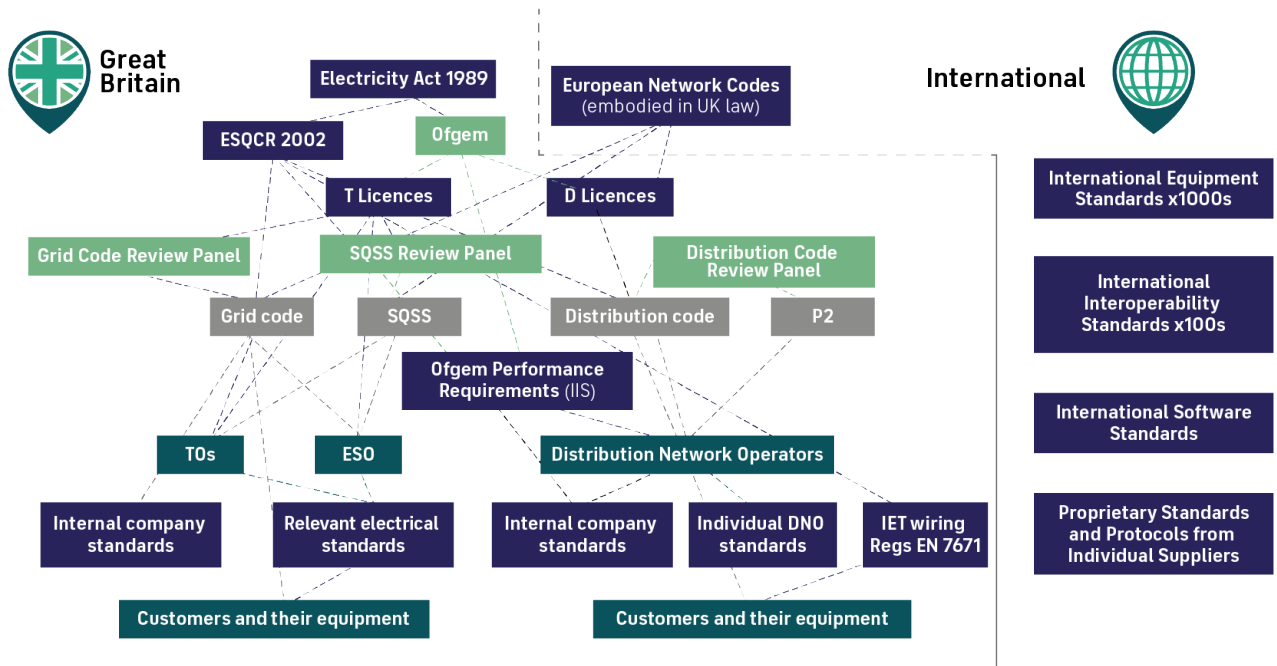 Great
Britain
International
Electricity Act 1989
European Network Codes
(embodied in UK law)
ESQCR 2002
Ofgem
T Licences
D Licences
Grid Code Review Panel
SQSS Review Panel
Distribution Code
Review Panel
Grid code
SQSS
Distribution code
P2
Ofgem Performance
Requirements (IIS)
TOs
ESO
Distribution Network Operators
Internal company
standards
Relevant electrical
standards
Internal company
standards
Individual DNO
standards
IET wiring
Regs EN 7671
Customers and their equipment
Customers and their equipment
International Equipment
Standards x1000s
International
Interoperability
Standards x100s
International Software
Standards
Proprietary Standards
and Protocols from
Individual Suppliers